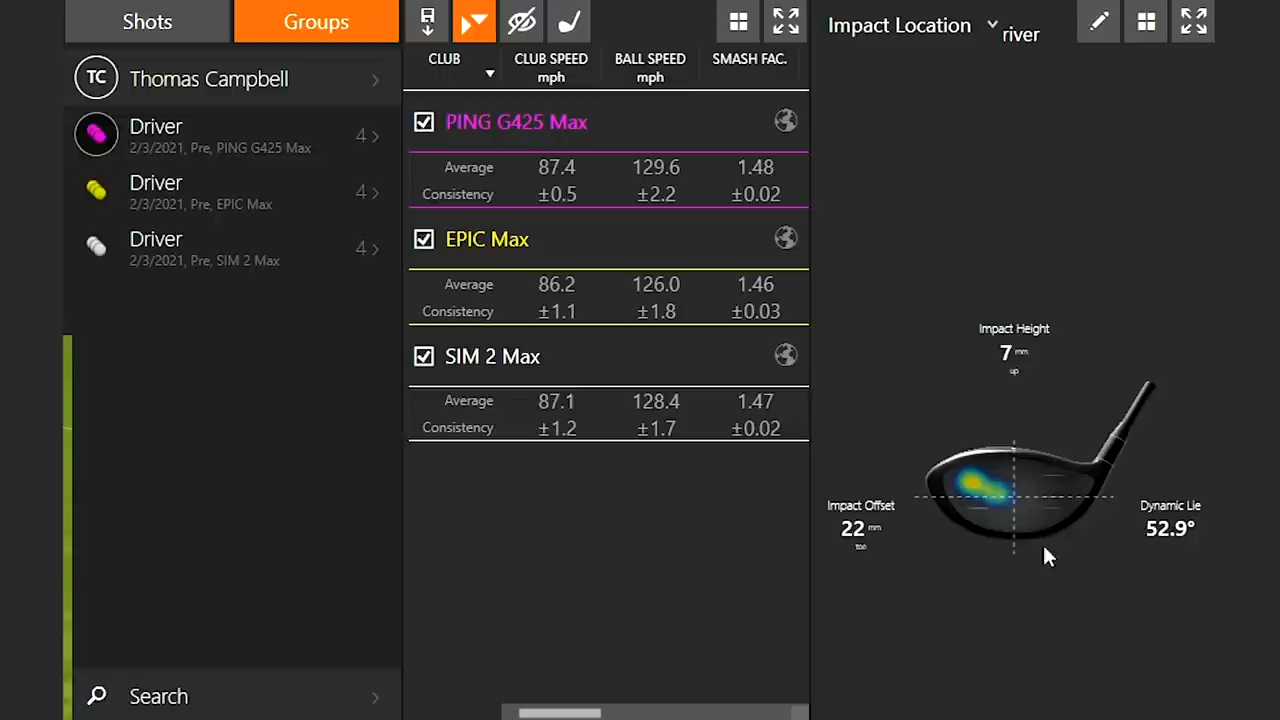 Shots
Groups
TC
Thomas Campbell
Driver
2/3/2021, Pre, PING G425 Max
4
Driver
2/3/2021, Pre, EPIC Max
4
Driver
2/3/2021, Pre, SIM 2 Max
4
Search
CLUB CLUB SPEED BALL SPEED SMASH FAC.
mph mph
PING G425 Max
Average 87.4 129.6 1.48
Consistency ±0.5 ±2.2 ±0.02
EPIC Max
Average 86.2 126.0 1.46
Consistency ±1.1 ±1.8 ±0.03
SIM 2 Max
Average 87.1 128.4 1.47
Consistency ±1.2 ±1.7 ±0.02
Impact Location
river
Impact Height
7 mm
up
Impact Offset
22 mm
toe
Dynamic Lie
52.9°